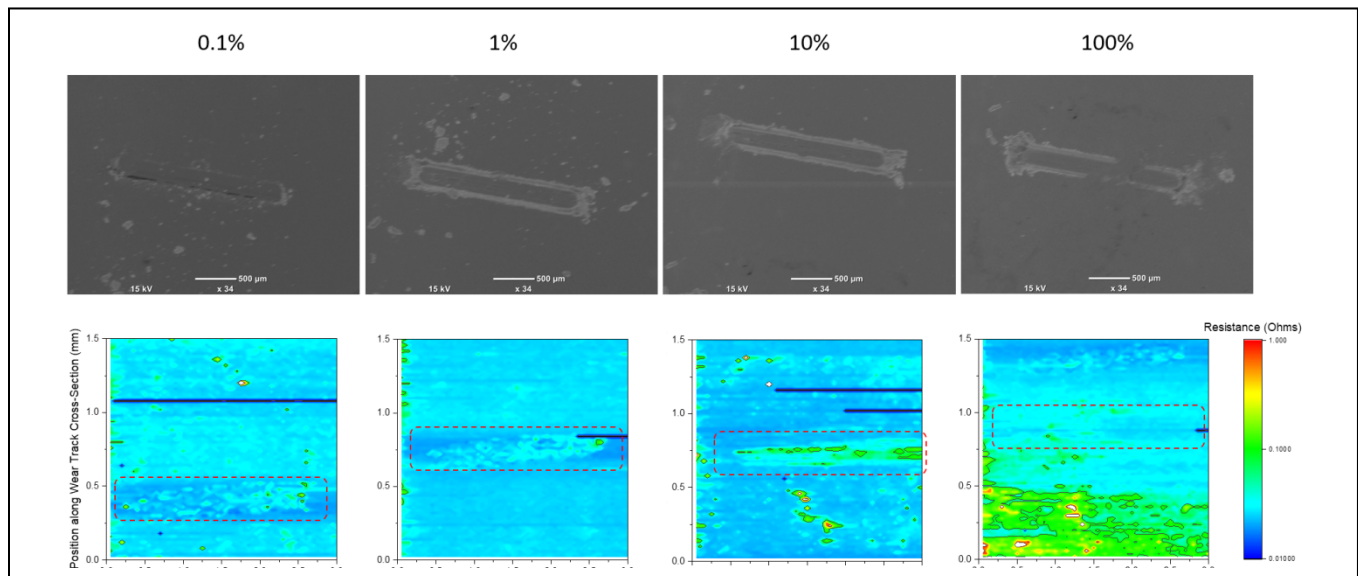 0.1% 1% 10% 100%
500 µm 500 µm 500 µm 500 µm
15 kV x 34 15 kV x 34 15 kV x 34 15 kV x 34
Resistance (Ohms)
Position along Wear Track Cross-Section (mm)
1.5 1.5 1.5 1.5 1.000
1.0 1.0 1.0 1.0
0.1000
0.5 0.5 0.5 0.5
0.0 0.0 0.0 0.0 0.01000